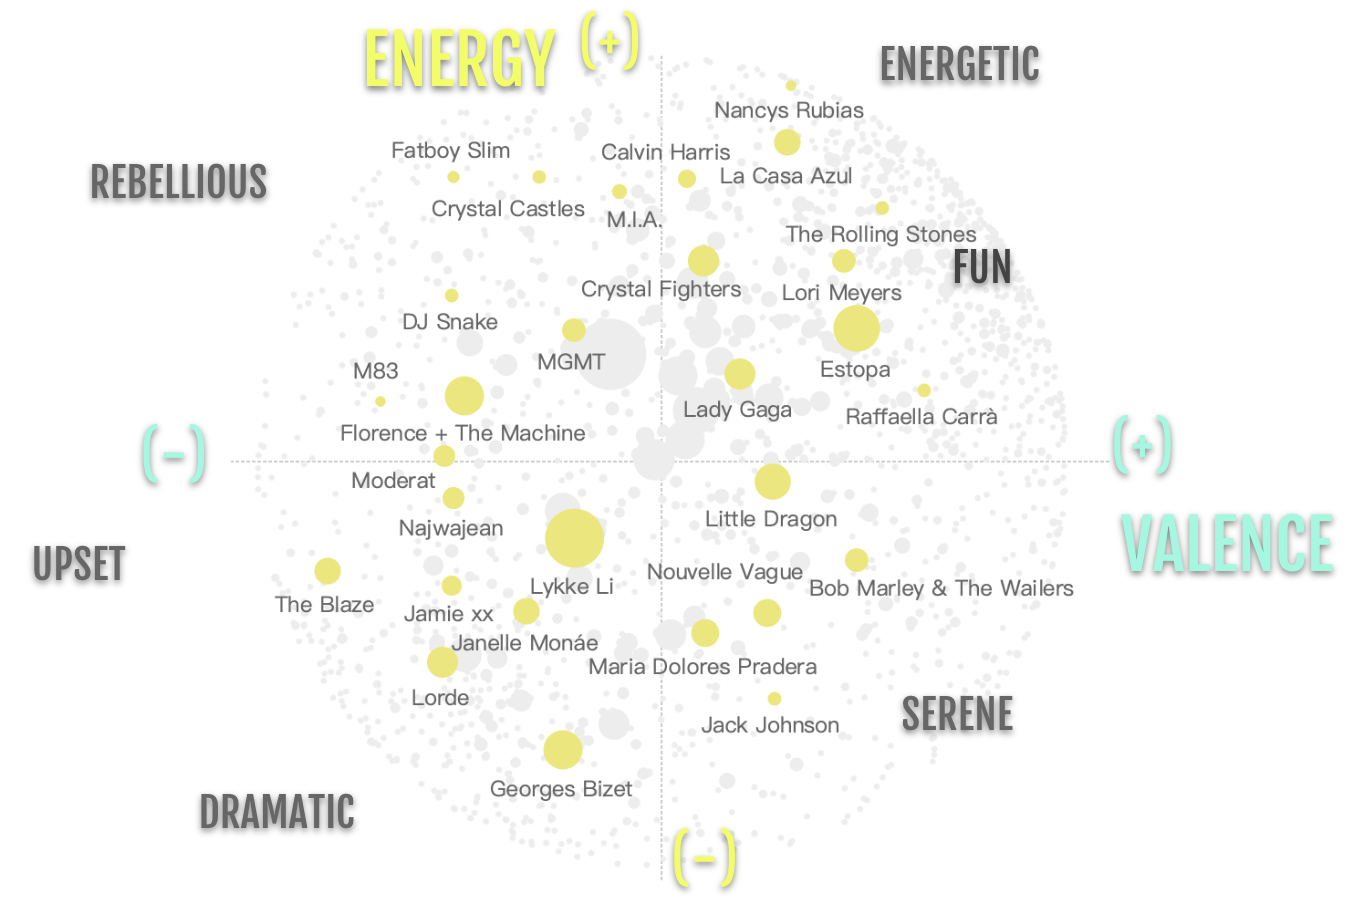 ENERGY (+)
ENERGETIC
Nancys Rubias
Fatboy Slim
Calvin Harris
La Casa Azul
REBELLIOUS
Crystal Castles
M.I.A.
The Rolling Stones
FUN
Crystal Fighters
Lori Meyers
DJ Snake
MGMT
M83
Estopa
Lady Gaga
Raffaella Carrà
Florence + The Machine
(-)
(+)
Moderat
Najwajean
Little Dragon
VALENCE
UPSET
Nouvelle Vague
Lykke Li
Bob Marley & The Wailers
The Blaze
Jamie xx
Janelle Monáe
Maria Dolores Pradera
Lorde
Jack Johnson
SERENE
Georges Bizet
DRAMATIC
(-)